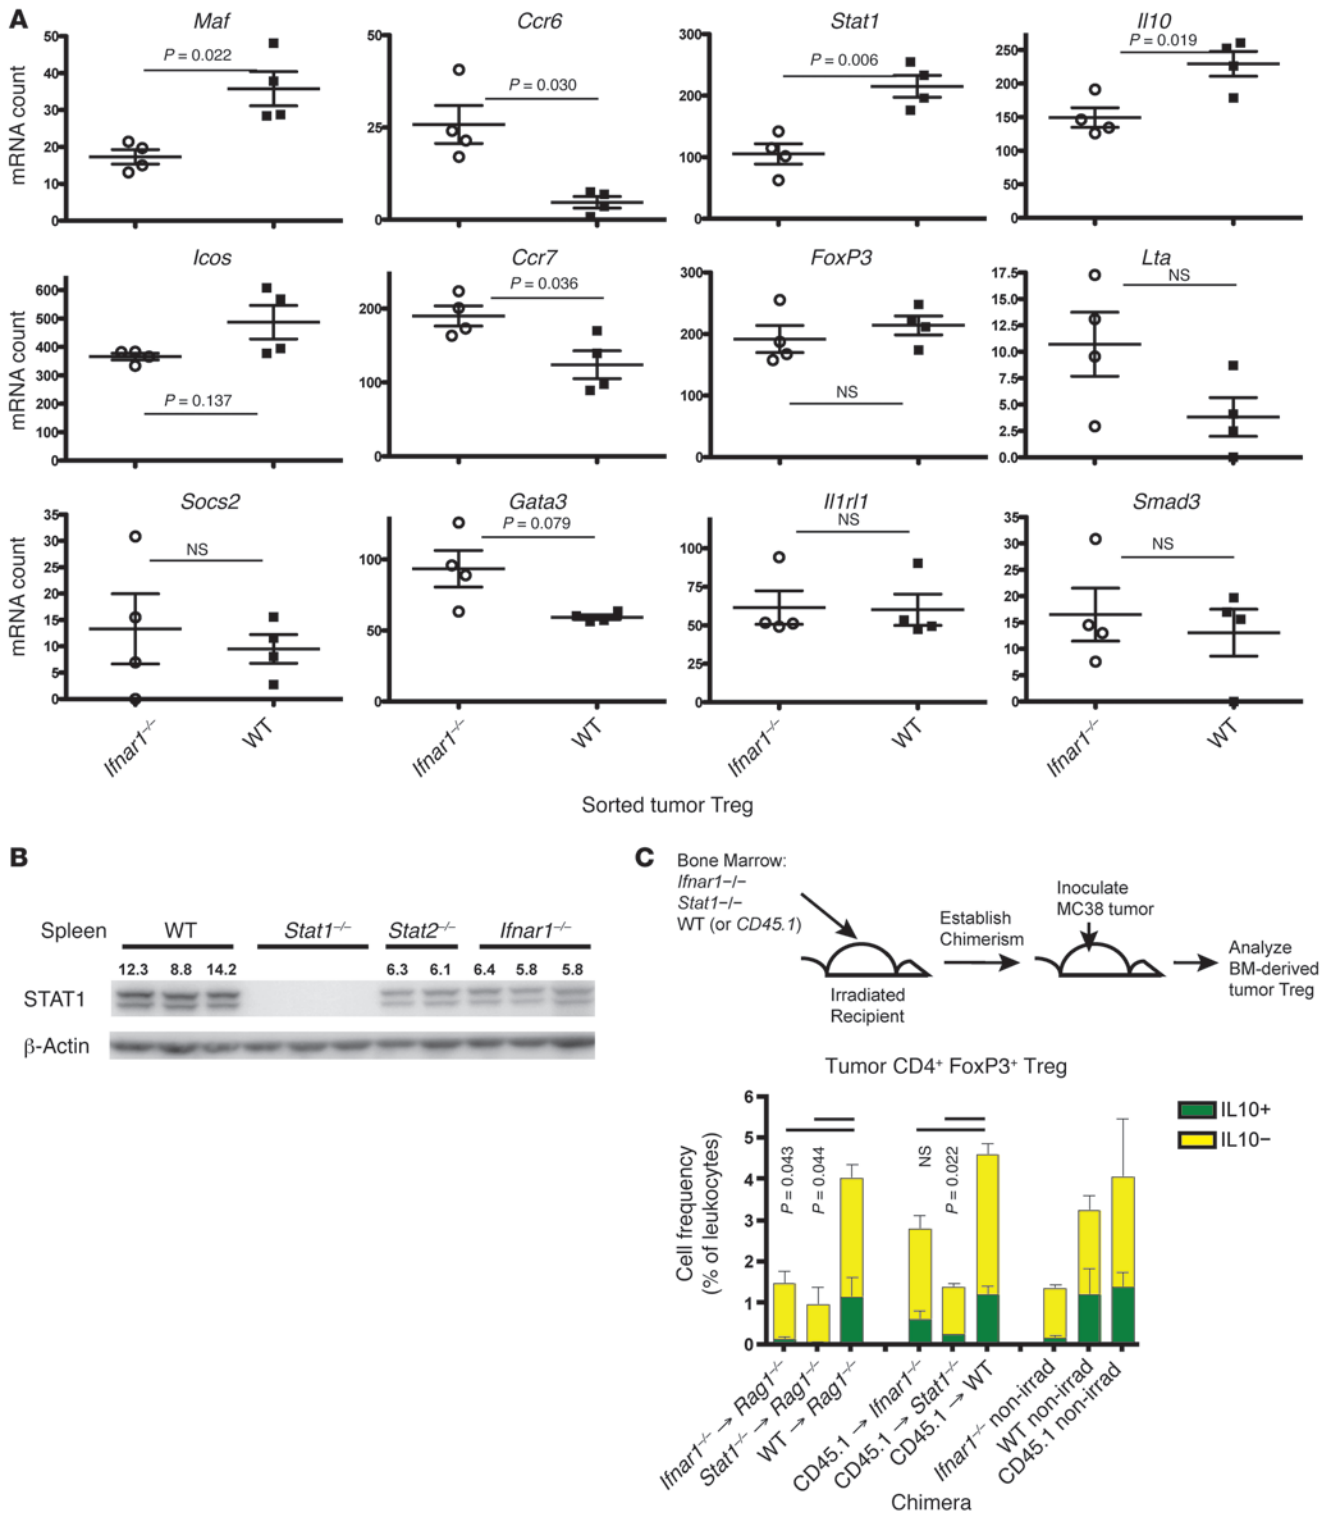 A
Maf
Ccr6
Stat1
Il10
mRNA count
50
40
30
20
10
0
P = 0.022
50
25
0
P = 0.030
300
200
100
0
P = 0.006
250
200
150
100
50
0
P = 0.019
Icos
Ccr7
FoxP3
Lta
mRNA count
600
500
400
300
200
100
0
P = 0.137
200
100
0
P = 0.036
300
200
100
0
NS
17.5
15.0
12.5
10.0
7.5
5.0
2.5
0.0
NS
Socs2
Gata3
Il1rl1
Smad3
mRNA count
35
30
25
20
15
10
5
0
NS
100
50
0
P = 0.079
100
75
50
25
0
NS
35
30
25
20
15
10
5
0
NS
Ifnar1–/–
WT
Ifnar1–/–
WT
Ifnar1–/–
WT
Ifnar1–/–
WT
Sorted tumor Treg
B
Spleen WT Stat1–/– Stat2–/– Ifnar1–/–
12.3 8.8 14.2 6.3 6.1 6.4 5.8 5.8
STAT1
β-Actin
C
Bone Marrow:
Ifnar1−/−
Stat1−/−
WT (or CD45.1)
Irradiated
Recipient
Establish
Chimerism
Inoculate
MC38 tumor
Analyze
BM-derived
tumor Treg
Tumor CD4+ FoxP3+ Treg
Cell frequency
(% of leukocytes)
6
5
4
3
2
1
0
P = 0.043
P = 0.044
NS
P = 0.022
IL10+
IL10−
Ifnar1–/– → Rag1–/–
Stat1–/– → Rag1–/–
WT → Rag1–/–
CD45.1 → Ifnar1–/–
CD45.1 → Stat1–/–
CD45.1 → WT
Ifnar1–/– non-irrad
WT non-irrad
CD45.1 non-irrad
Chimera